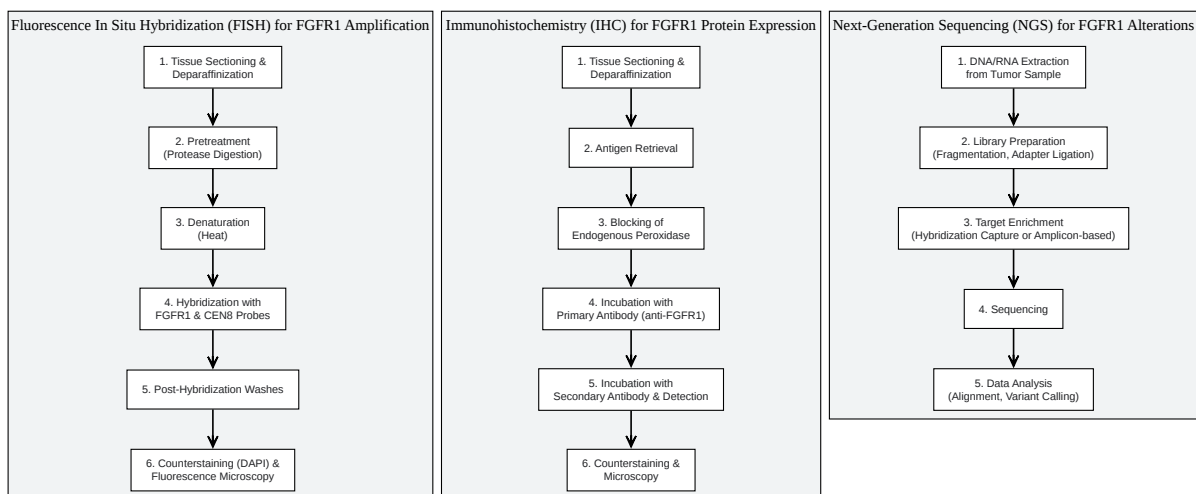 Fluorescence In Situ Hybridization (FISH) for FGFR1 Amplification
1. Tissue Sectioning &
Deparaffinization
2. Pretreatment
(Protease Digestion)
3. Denaturation
(Heat)
4. Hybridization with
FGFR1 & CEN8 Probes
5. Post-Hybridization Washes
6. Counterstaining (DAPI) &
Fluorescence Microscopy
Immunohistochemistry (IHC) for FGFR1 Protein Expression
1. Tissue Sectioning &
Deparaffinization
2. Antigen Retrieval
3. Blocking of
Endogenous Peroxidase
4. Incubation with
Primary Antibody (anti-FGFR1)
5. Incubation with
Secondary Antibody & Detection
6. Counterstaining &
Microscopy
Next-Generation Sequencing (NGS) for FGFR1 Alterations
1. DNA/RNA Extraction
from Tumor Sample
2. Library Preparation
(Fragmentation, Adapter Ligation)
3. Target Enrichment
(Hybridization Capture or Amplicon-based)
4. Sequencing
5. Data Analysis
(Alignment, Variant Calling)